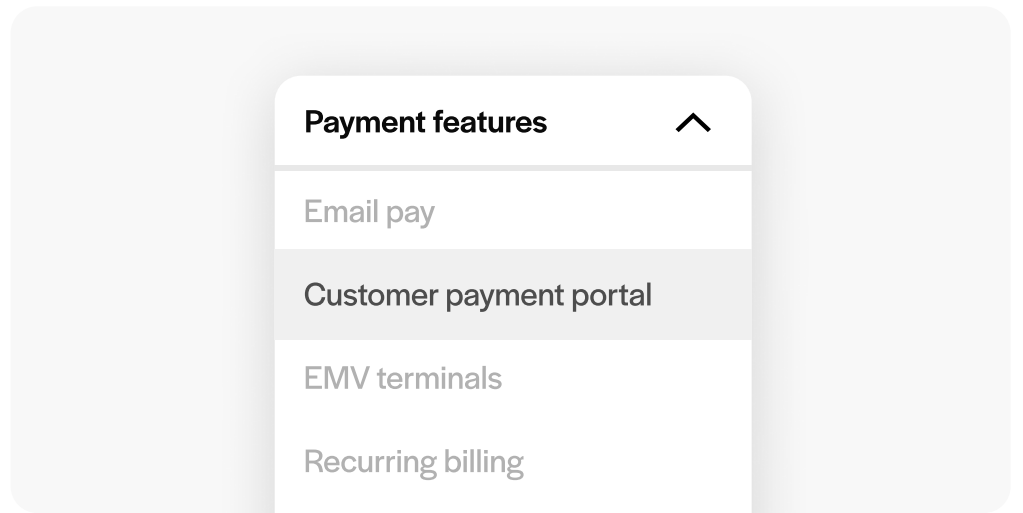 Payment features
Email pay
Customer payment portal
EMV terminals
Recurring billing